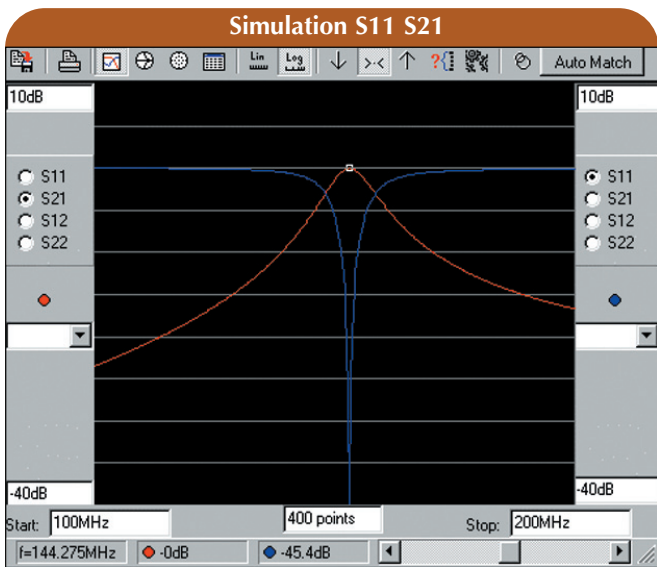 Simulation S11 S21
Lin
Log
?{
Auto Match
10dB
10dB
S11
S21
S12
S22
S11
S21
S12
S22
-40dB
-40dB
Start: 100MHz
400 points
Stop: 200MHz
f=144.275MHz
-0dB
-45.4dB